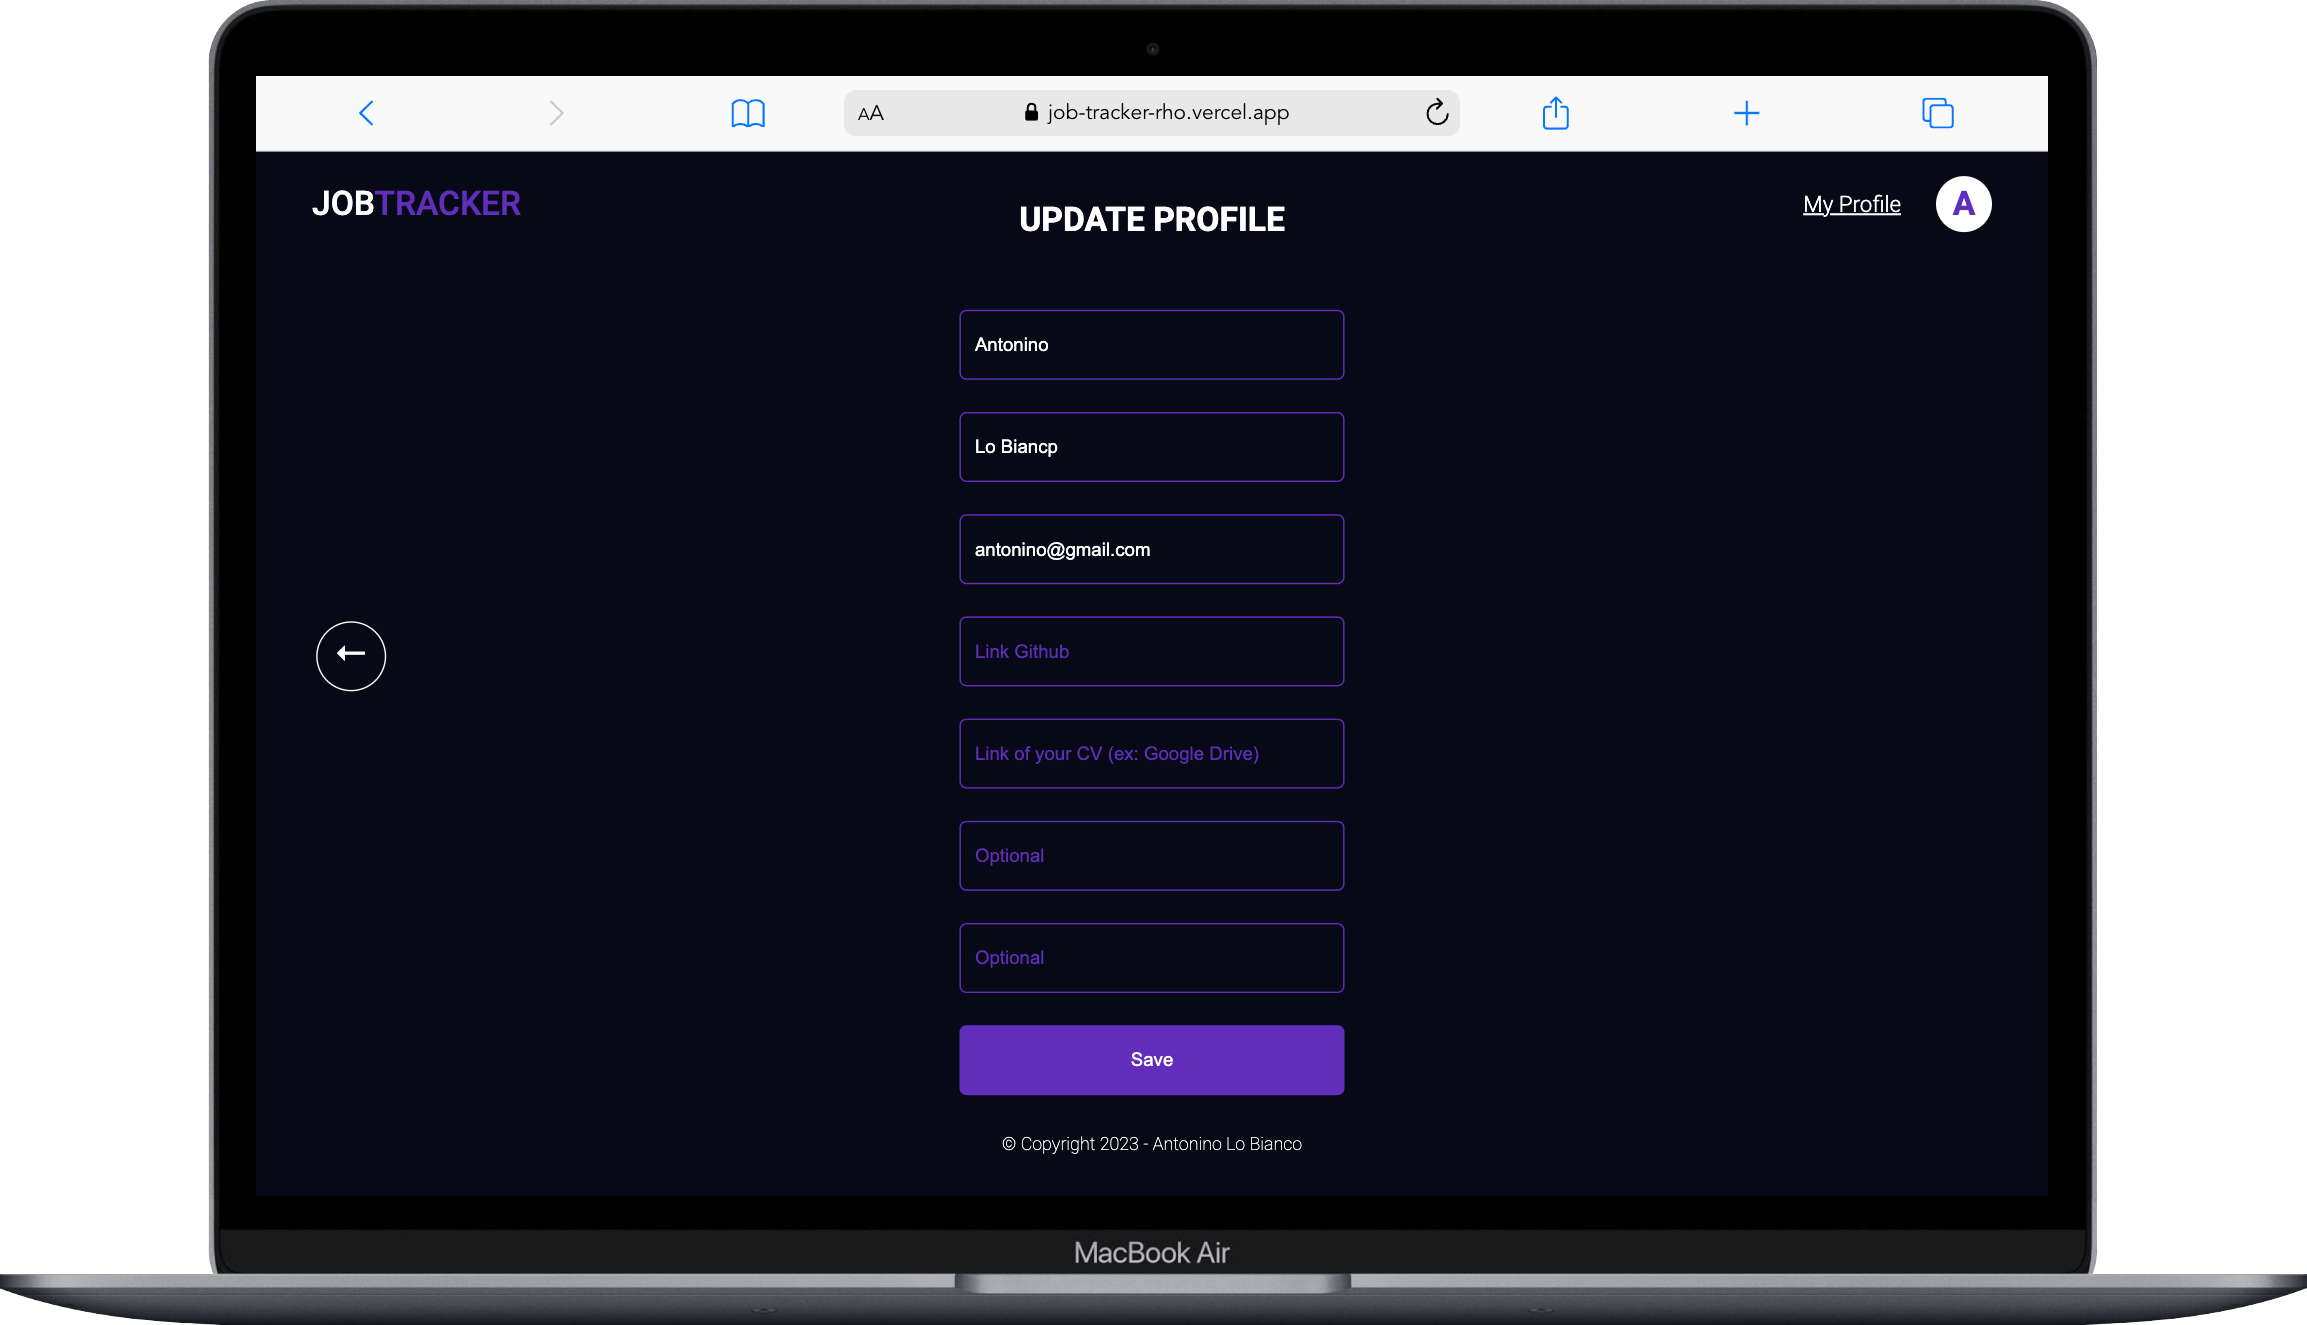 AA job-tracker-rho.vercel.app
JOBTRACKER
UPDATE PROFILE
My Profile
A
Antonino
Lo Biancp
antonino@gmail.com
Link Github
Link of your CV (ex: Google Drive)
Optional
Optional
Save
© Copyright 2023 - Antonino Lo Bianco
MacBook Air